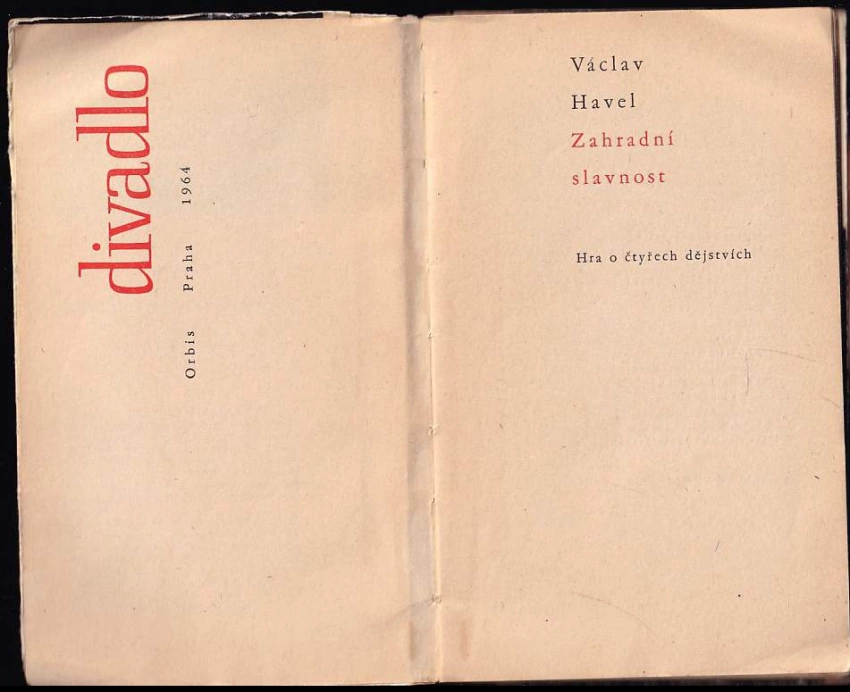 divadlo
Orbis Praha 1964
Václav
Havel
Zahradní
slavnost
Hra o čtyřech dějstvích